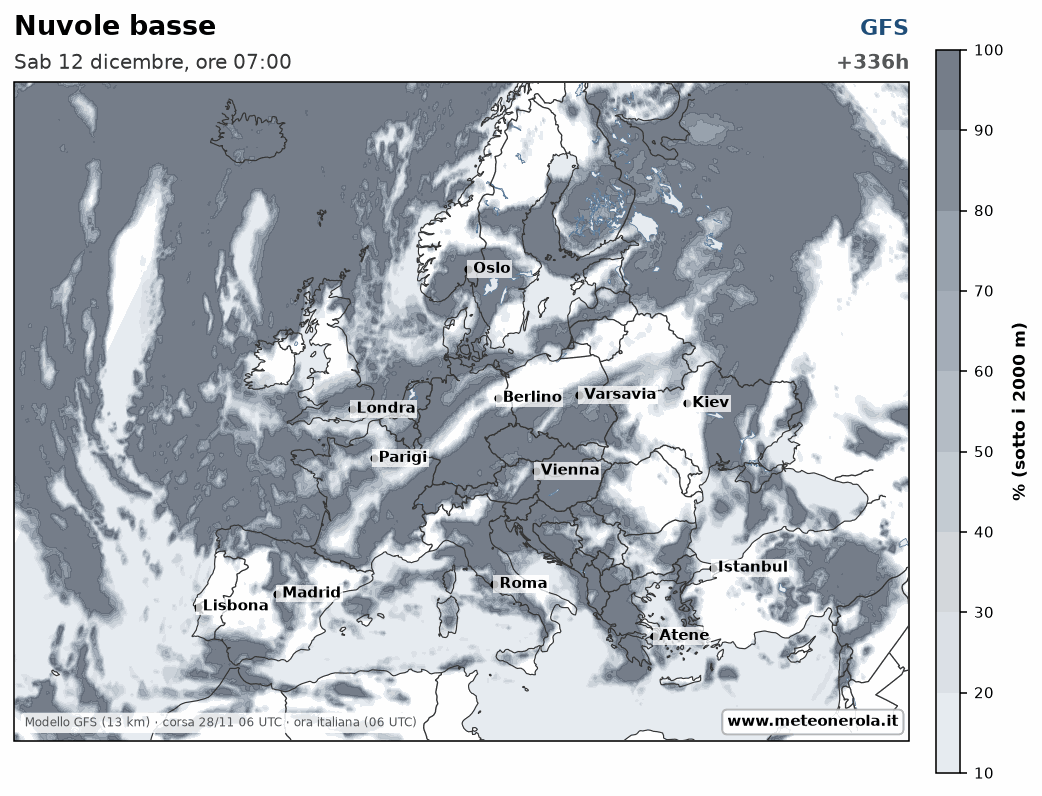 Nuvole basse
GFS
Sab 12 dicembre, ore 07:00
+336h
100
90
80
70
60
50
40
30
20
10
% (sotto i 2000 m)
Oslo
Berlino
Varsavia
Kiev
Londra
Parigi
Vienna
Istanbul
Roma
Madrid
Lisbona
Atene
Modello GFS (13 km) · corsa 28/11 06 UTC · ora italiana (06 UTC)
www.meteonerola.it